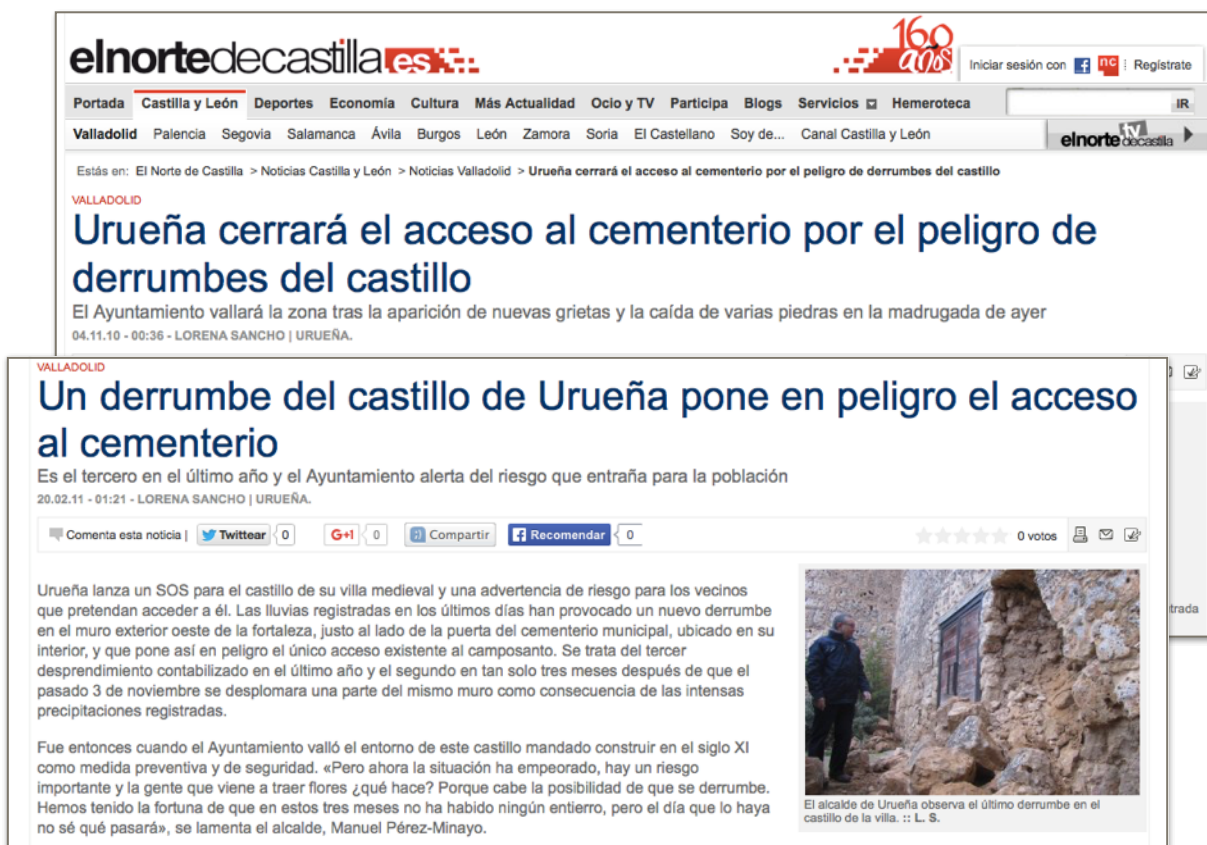 elnortedecastilla.es
160 años
Iniciar sesión con nc Regístrate
Portada Castilla y León Deportes Economía Cultura Más Actualidad Ocio y TV Participa Blogs Servicios Hemeroteca IR
Valladolid Palencia Segovia Salamanca Ávila Burgos León Zamora Soria El Castellano Soy de... Canal Castilla y León elnortedecastilla tv
Estás en: El Norte de Castilla > Noticias Castilla y León > Noticias Valladolid > Urueña cerrará el acceso al cementerio por el peligro de derrumbes del castillo
VALLADOLID
Urueña cerrará el acceso al cementerio por el peligro de
derrumbes del castillo
El Ayuntamiento vallará la zona tras la aparición de nuevas grietas y la caída de varias piedras en la madrugada de ayer
04.11.10 - 00:36 - LORENA SANCHO | URUEÑA.
VALLADOLID
Un derrumbe del castillo de Urueña pone en peligro el acceso
al cementerio
Es el tercero en el último año y el Ayuntamiento alerta del riesgo que entraña para la población
20.02.11 - 01:21 - LORENA SANCHO | URUEÑA.
Comenta esta noticia | Twittear 0 G+1 0 Compartir Recomendar 0 0 votos
Urueña lanza un SOS para el castillo de su villa medieval y una advertencia de riesgo para los vecinos
que pretendan acceder a él. Las lluvias registradas en los últimos días han provocado un nuevo derrumbe
en el muro exterior oeste de la fortaleza, justo al lado de la puerta del cementerio municipal, ubicado en su
interior, y que pone así en peligro el único acceso existente al camposanto. Se trata del tercer
desprendimiento contabilizado en el último año y el segundo en tan solo tres meses después de que el
pasado 3 de noviembre se desplomara una parte del mismo muro como consecuencia de las intensas
precipitaciones registradas.
Fue entonces cuando el Ayuntamiento valló el entorno de este castillo mandado construir en el siglo XI
como medida preventiva y de seguridad. «Pero ahora la situación ha empeorado, hay un riesgo
importante y la gente que viene a traer flores ¿qué hace? Porque cabe la posibilidad de que se derrumbe.
Hemos tenido la fortuna de que en estos tres meses no ha habido ningún entierro, pero el día que lo haya
no sé qué pasará», se lamenta el alcalde, Manuel Pérez-Minayo.
El alcalde de Urueña observa el último derrumbe en el
castillo de la villa. :: L. S.
trada